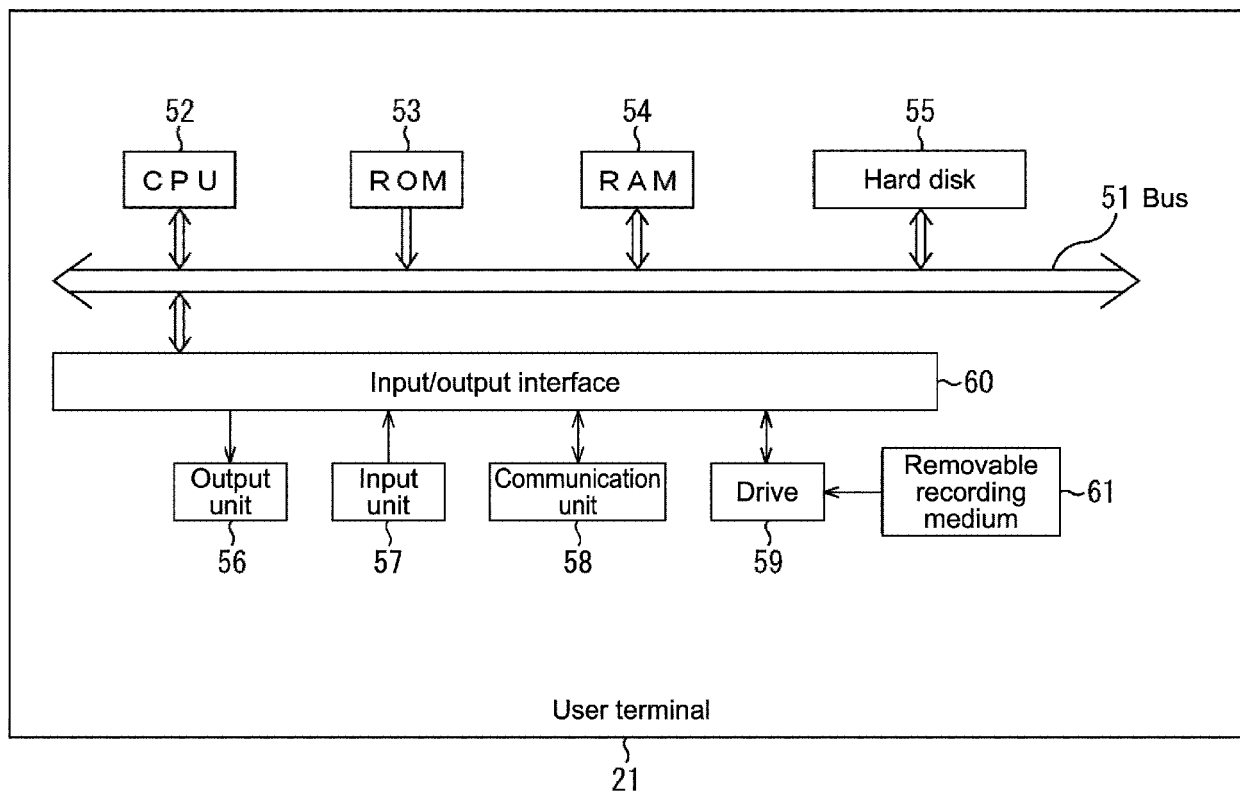 52
53
54
55
CPU
ROM
RAM
Hard disk
51 Bus
Input/output interface
60
Output
unit
Input
unit
Communication
unit
Drive
Removable
recording
medium
61
56
57
58
59
User terminal
21